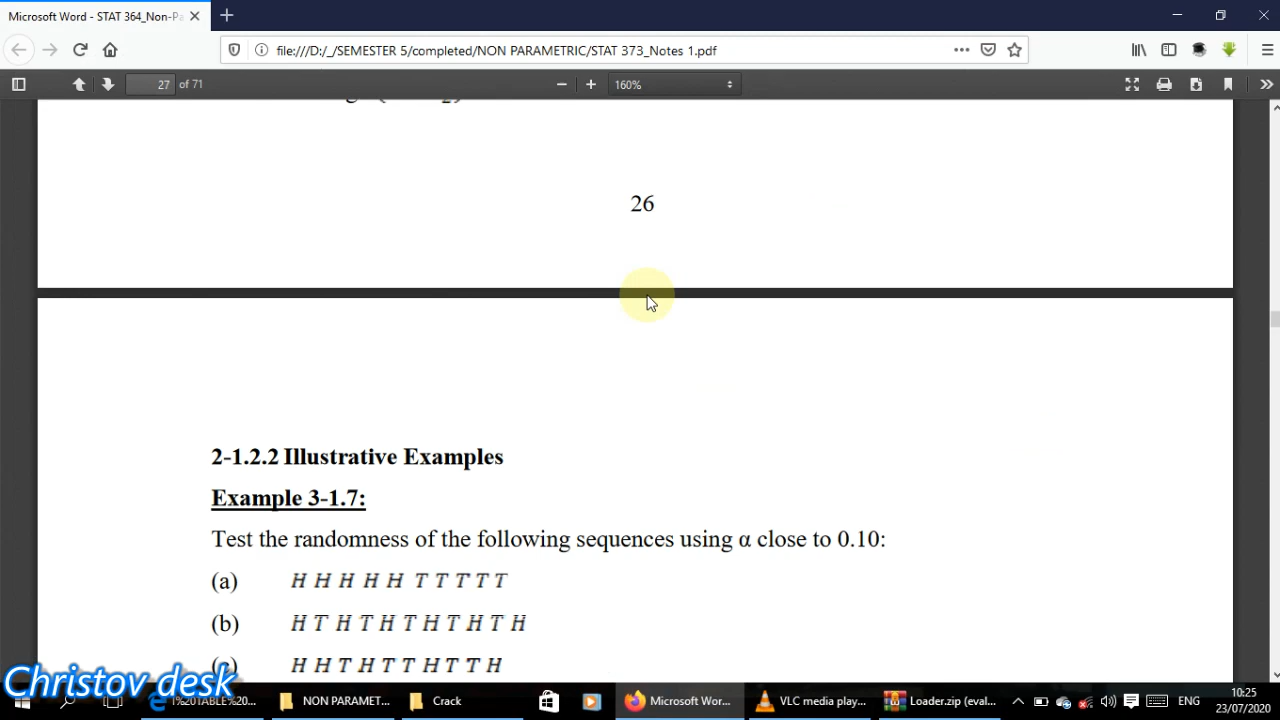 Microsoft Word - STAT 364_Non-Pa
file:///D:/_/SEMESTER 5/completed/NON PARAMETRIC/STAT 373_Notes 1.pdf
27 of 71
160%
26
2-1.2.2 Illustrative Examples
Example 3-1.7:
Test the randomness of the following sequences using α close to 0.10:
(a) H H H H H T T T T T
(b) H T H T H T H T H T H
H H T H T T H T T H
Christov desk
NON PARAMET...
Crack
Microsoft Wor...
VLC media play...
Loader.zip (eval...
ENG
10:25
23/07/2020